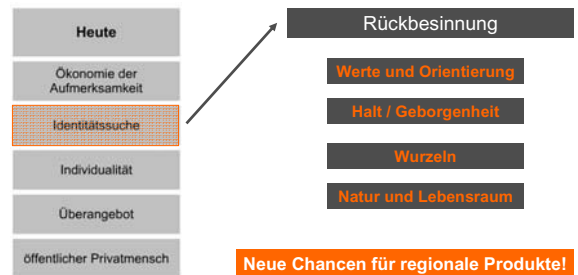 Heute
Ökonomie der
Aufmerksamkeit
Identitätssuche
Individualität
Überangebot
öffentlicher Privatmensch
Rückbesinnung
Werte und Orientierung
Halt / Geborgenheit
Wurzeln
Natur und Lebensraum
Neue Chancen für regionale Produkte!